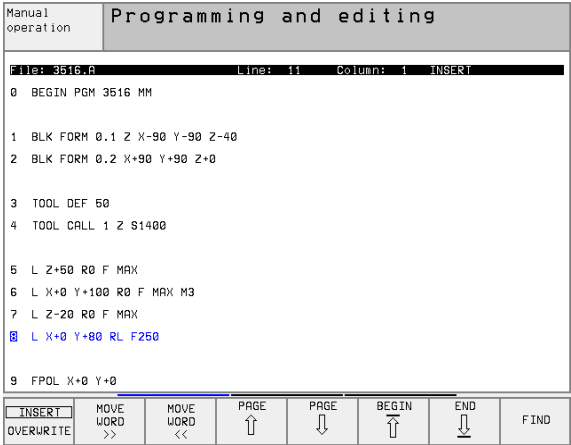 Manual
operation
Programming and editing
File: 3516.A Line: 11 Column: 1 INSERT
0 BEGIN PGM 3516 MM
1 BLK FORM 0.1 Z X-90 Y-90 Z-40
2 BLK FORM 0.2 X+90 Y+90 Z+0
3 TOOL DEF 50
4 TOOL CALL 1 Z S1400
5 L Z+50 R0 F MAX
6 L X+0 Y+100 R0 F MAX M3
7 L Z-20 R0 F MAX
8 L X+0 Y+80 RL F250
9 FPOL X+0 Y+0
INSERT
OVERWRITE
MOVE
WORD
>>
MOVE
WORD
<<
PAGE
PAGE
BEGIN
END
FIND